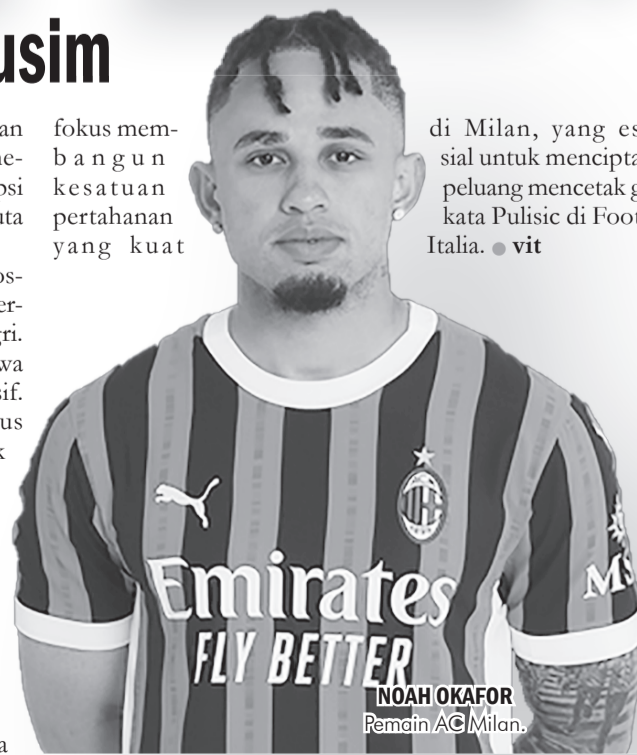 usim
an
ne-
osi
uta
os-
er-
gri.
wa
sif.
us
k
a
fokus mem-
bangun
kesatuan
pertahanan
yang kuat
di Milan, yang es
sial untuk mencipta
peluang mencetak g
kata Pulisic di Foot
Italia. ● vit
Emirates
FLY BETTER
MS
NOAH OKAFOR
Pemain AC Milan.